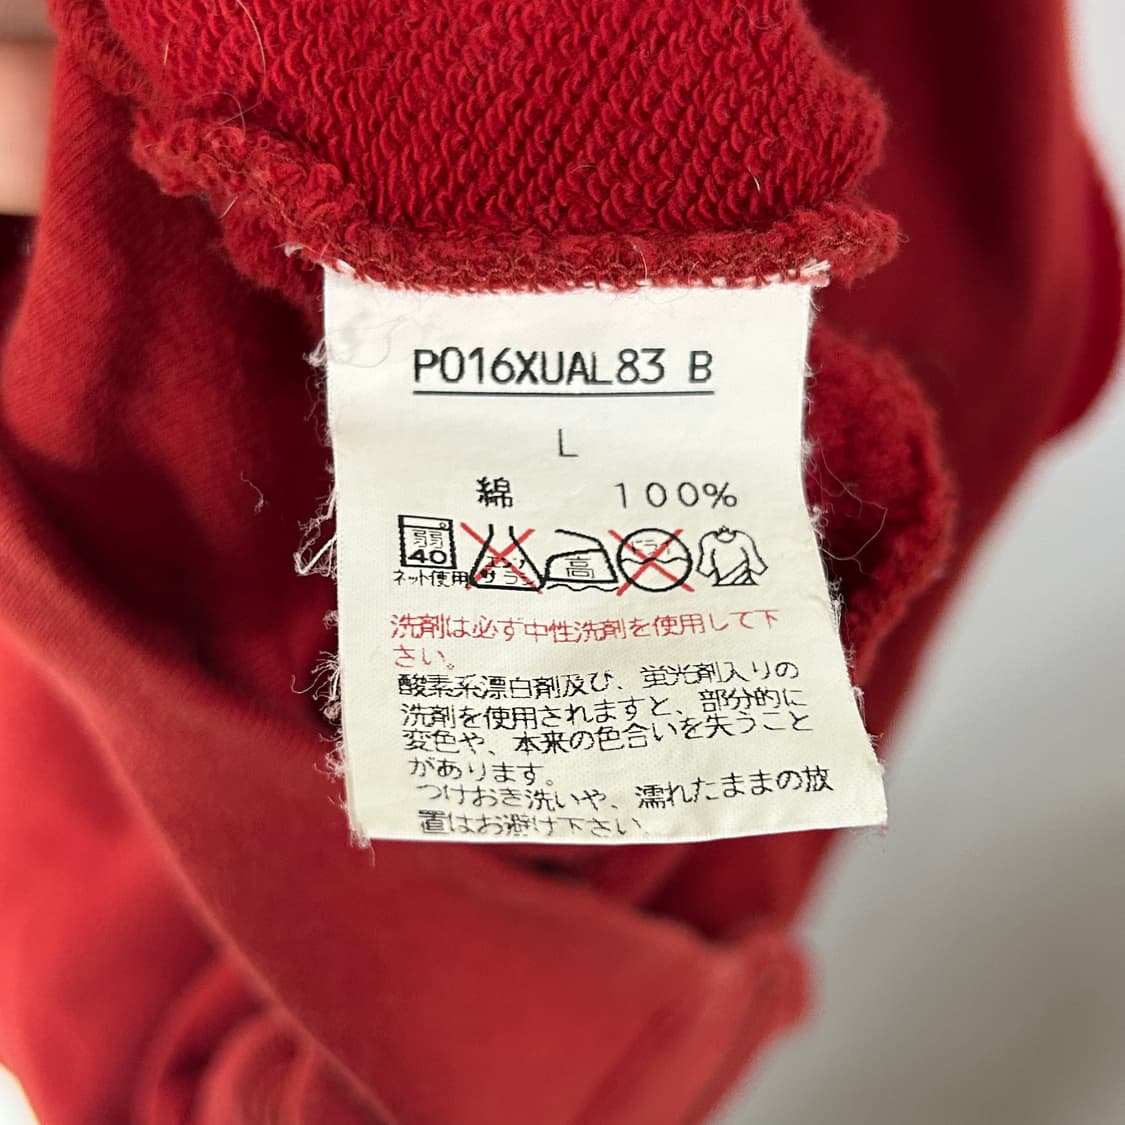 P016XUAL83 B
L
綿 100%
弱 40 エンソ サラシ 高 ドライ
ネット使用
洗剤は必ず中性洗剤を使用して下
さい。
酸素系漂白剤及び、蛍光剤入りの
洗剤を使用されますと、部分的に
変色や、本来の色合いを失うこと
があります。
つけおき洗いや、濡れたままの放
置はお避け下さい。